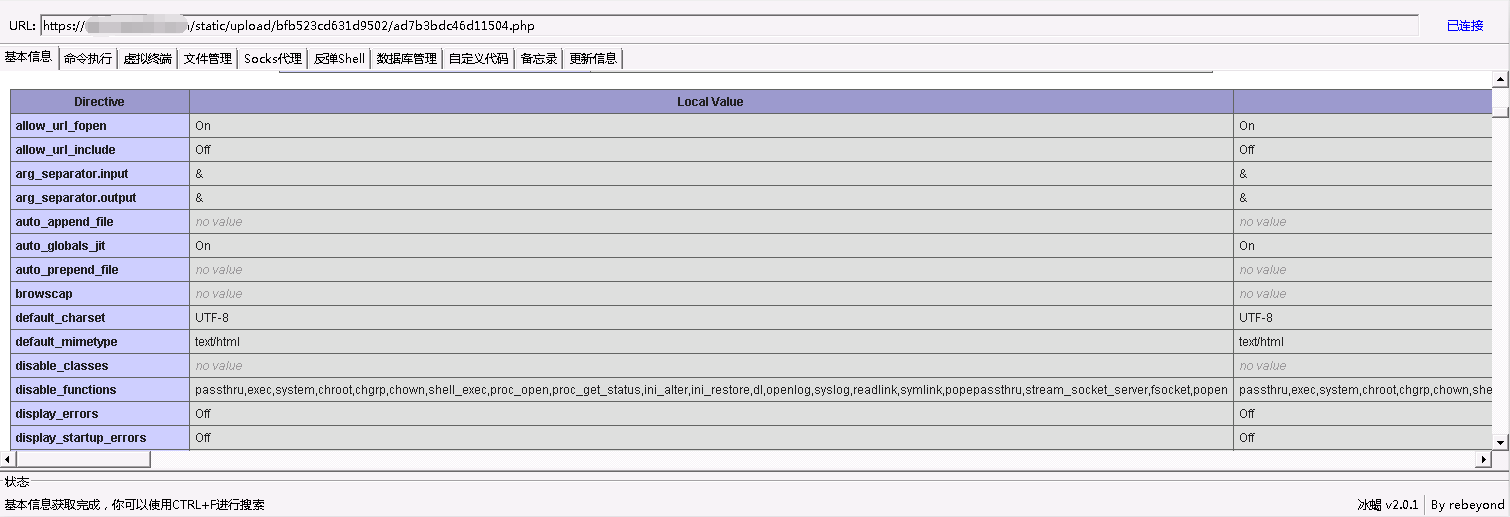 URL: https:// /static/upload/bfb523cd631d9502/ad7b3bdc46d11504.php 已连接
基本信息 命令执行 虚拟终端 文件管理 Socks代理 反弹Shell 数据库管理 自定义代码 备忘录 更新信息
Directive Local Value
allow_url_fopen On On
allow_url_include Off Off
arg_separator.input & &
arg_separator.output & &
auto_append_file no value no value
auto_globals_jit On On
auto_prepend_file no value no value
browscap no value no value
default_charset UTF-8 UTF-8
default_mimetype text/html text/html
disable_classes no value no value
disable_functions passthru,exec,system,chroot,chgrp,chown,shell_exec,proc_open,proc_get_status,ini_alter,ini_restore,dl,openlog,syslog,readlink,symlink,popepassthru,stream_socket_server,fsocket,popen passthru,exec,system,chroot,chgrp,chown,she
display_errors Off Off
display_startup_errors Off Off
状态
基本信息获取完成，你可以使用CTRL+F进行搜索 冰蝎 v2.0.1 By rebeyond